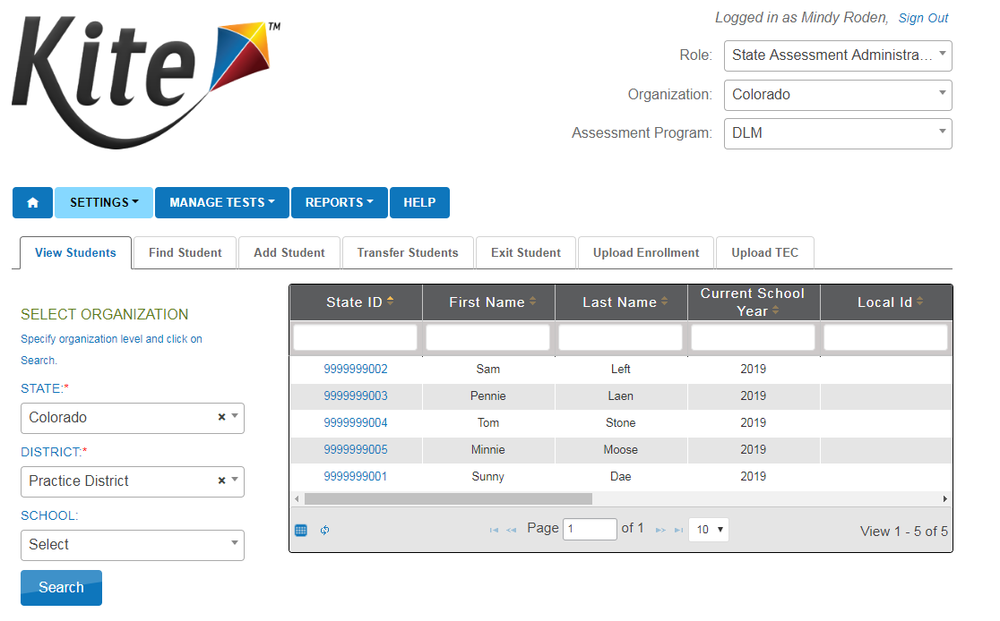 Kite™
Logged in as Mindy Roden, Sign Out
Role: State Assessment Administra...
Organization: Colorado
Assessment Program: DLM
SETTINGS MANAGE TESTS REPORTS HELP
View Students Find Student Add Student Transfer Students Exit Student Upload Enrollment Upload TEC
SELECT ORGANIZATION
Specify organization level and click on
Search.
STATE:*
Colorado
DISTRICT:*
Practice District
SCHOOL:
Select
Search
State ID First Name Last Name Current School
Year Local Id
9999999002 Sam Left 2019
9999999003 Pennie Laen 2019
9999999004 Tom Stone 2019
9999999005 Minnie Moose 2019
9999999001 Sunny Dae 2019
Page 1 of 1 10 View 1 - 5 of 5